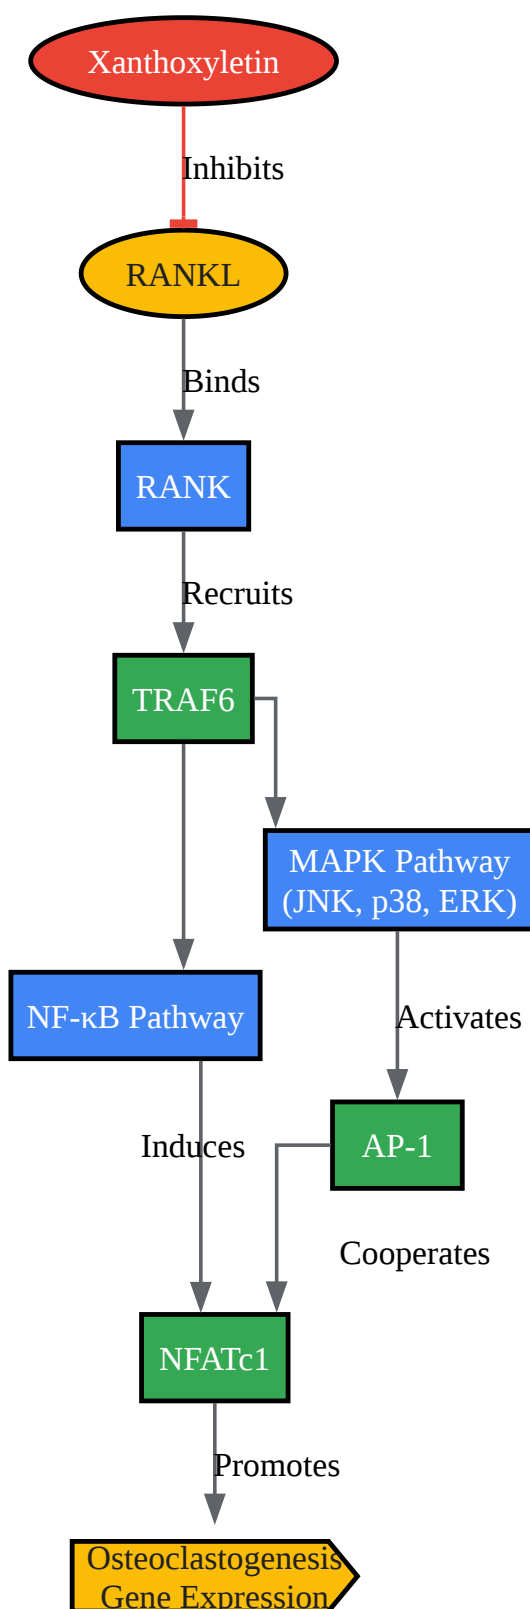 Xanthoxyletin
Inhibits
RANKL
Binds
RANK
Recruits
TRAF6
MAPK Pathway
(JNK, p38, ERK)
NF-κB Pathway
Activates
Induces
AP-1
Cooperates
NFATc1
Promotes
Osteoclastogenesis
Gene Expression